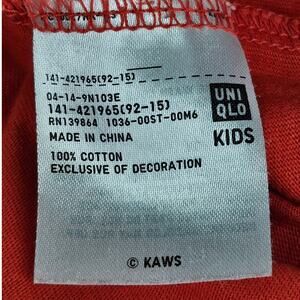 141-421965(92-15)
04-14-9N103E
141-421965(92-15)
RN139864 1036-00ST-00M6
MADE IN CHINA
100% COTTON
EXCLUSIVE OF DECORATION
UNI
QLO
KIDS
© KAWS